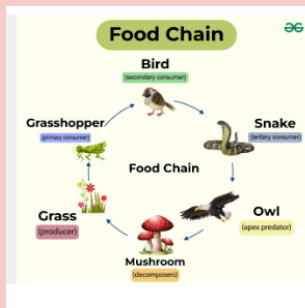 Food Chain
Bird
(secondary consumer)
Grasshopper
(primary consumer)
Snake
(tertiary consumer)
Food Chain
Grass
(producer)
Owl
(apex predator)
Mushroom
(decomposers)